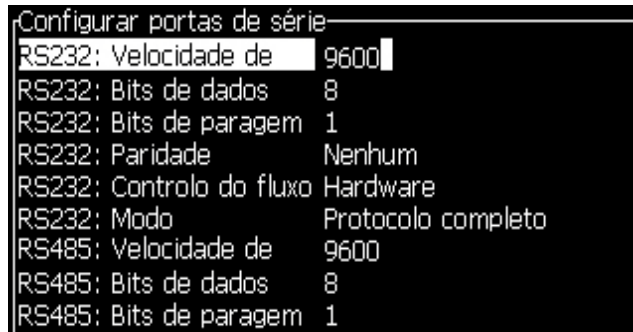 Configurar portas de série
RS232: Velocidade de 9600
RS232: Bits de dados 8
RS232: Bits de paragem 1
RS232: Paridade Nenhum
RS232: Controlo do fluxo Hardware
RS232: Modo Protocolo completo
RS485: Velocidade de 9600
RS485: Bits de dados 8
RS485: Bits de paragem 1